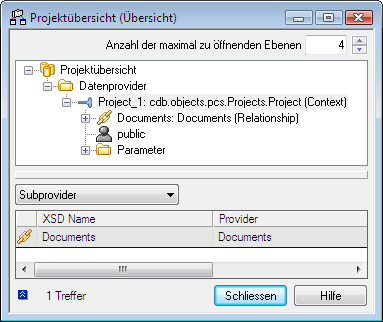 Projektübersicht (Übersicht)
Anzahl der maximal zu öffnenden Ebenen 4
Projektübersicht
Datenprovider
Project_1: cdb.objects.pcs.Projects.Project (Context)
Documents: Documents (Relationship)
public
Parameter
Subprovider
XSD Name Provider
Documents Documents
1 Treffer Schliessen Hilfe